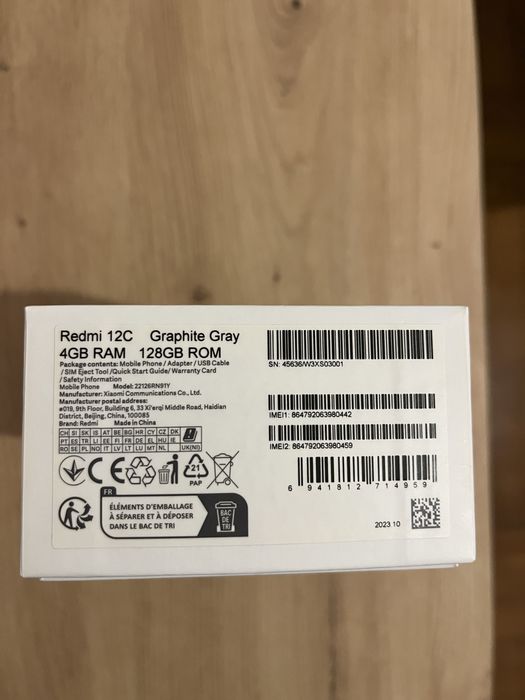 Redmi 12C Graphite Gray
4GB RAM 128GB ROM
Package contents: Mobile Phone / Adapter / USB Cable
/ SIM Eject Tool /Quick Start Guide/ Warranty Card
/ Safety Information
Mobile Phone Model: 22126RN91Y
Manufacturer: Xiaomi Communications Co., Ltd.
Manufacturer postal address:
#019, 9th Floor, Building 6, 33 Xi'erqi Middle Road, Haidian
District, Beijing, China, 100085
Brand: Redmi Made in China
CH SI SK IS AT BE BG HR CY CZ DK
PT ES TR LI EE FI FR DE EL HU IE
RO SE PL NO IT LV LT LU MT NL UK(NI)
CE
21
PAP
FR
ÉLÉMENTS D'EMBALLAGE
À SÉPARER ET À DÉPOSER
DANS LE BAC DE TRI
BAC
DE
TRI
SN: 45636/W3XS03001
IMEI1: 864792063980442
IMEI2: 864792063980459
6 941812 714959
2023 10